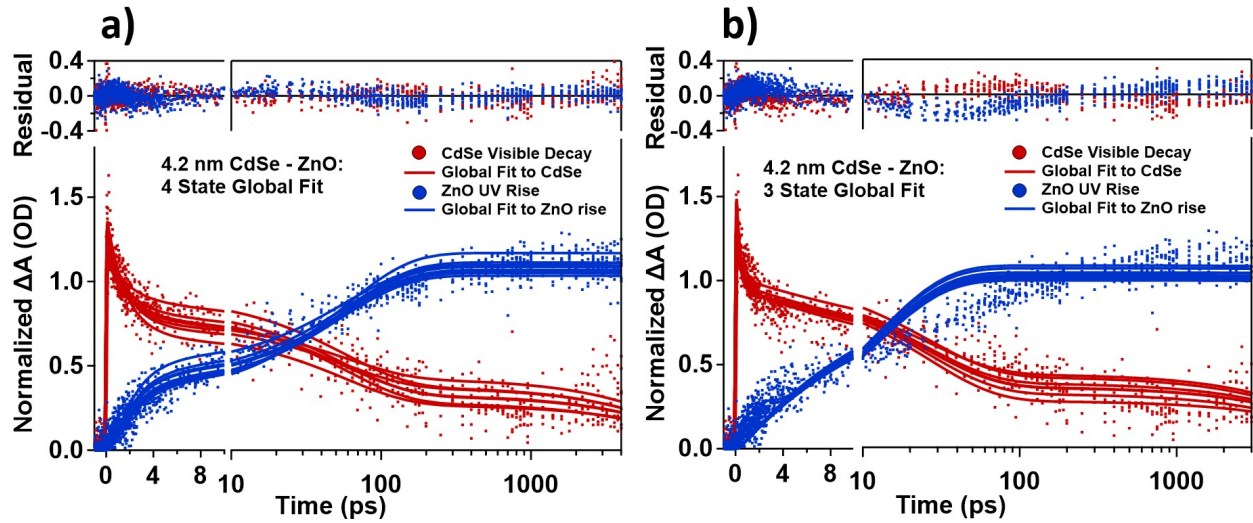 a)
0.4
0.0
-0.4
Residual
4.2 nm CdSe - ZnO:
4 State Global Fit
CdSe Visible Decay
Global Fit to CdSe
ZnO UV Rise
Global Fit to ZnO rise
Normalized ΔA (OD)
1.5
1.0
0.5
0.0
0 4 8 10 100 1000
Time (ps)
b)
0.4
0.0
-0.4
Residual
4.2 nm CdSe - ZnO:
3 State Global Fit
CdSe Visible Decay
Global Fit to CdSe
ZnO UV Rise
Global Fit to ZnO rise
Normalized ΔA (OD)
1.5
1.0
0.5
0.0
0 4 8 10 100 1000
Time (ps)